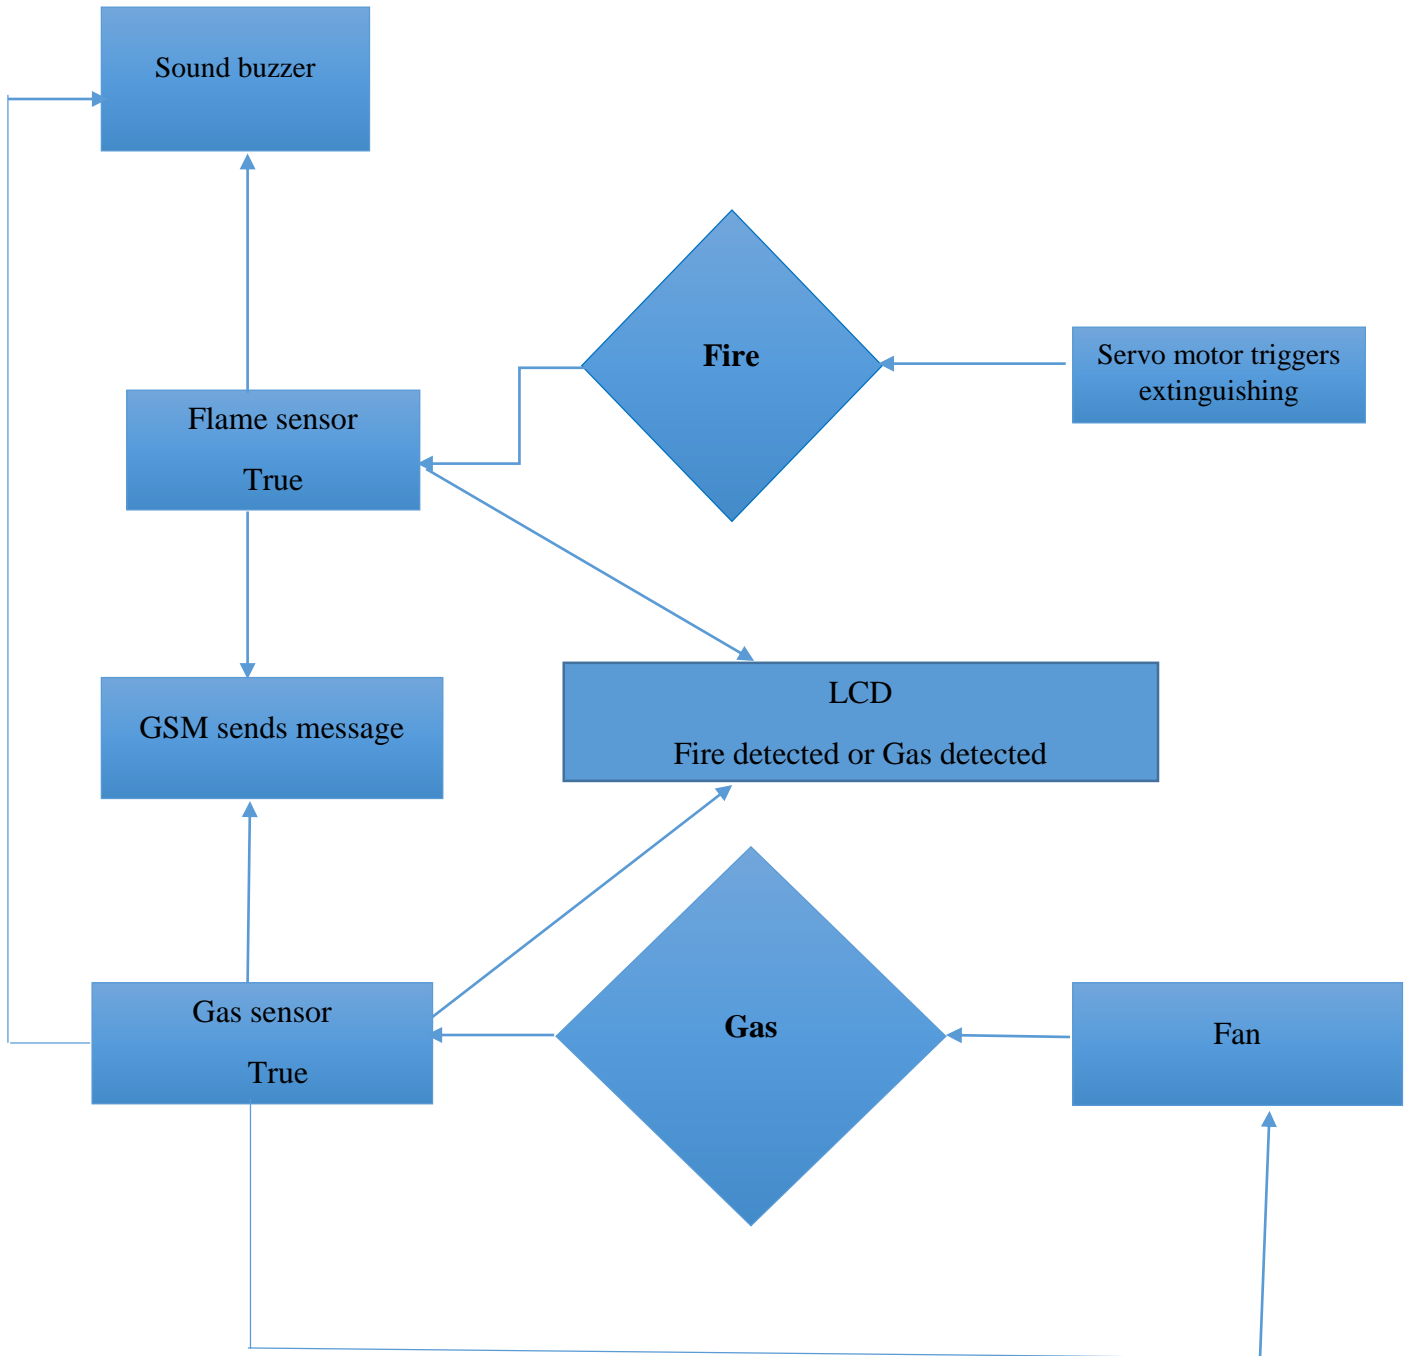 Sound buzzer
Fire
Servo motor triggers
extinguishing
Flame sensor
True
GSM sends message
LCD
Fire detected or Gas detected
Gas sensor
True
Gas
Fan